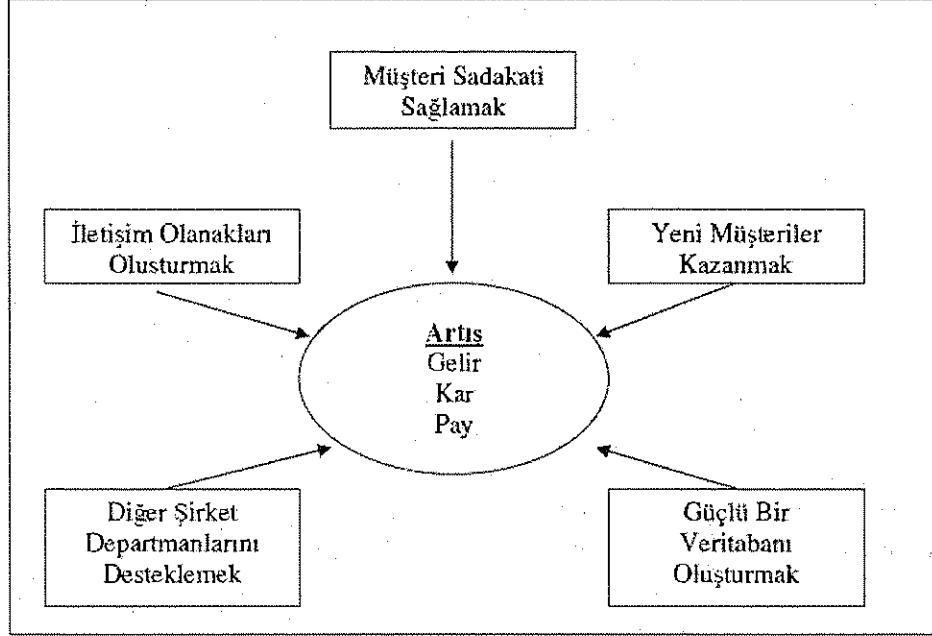 Müşteri Sadakati
Sağlamak
İletişim Olanakları
Olusturmak
Yeni Müşteriler
Kazanmak
Artış
Gelir
Kar
Pay
Diğer Şirket
Departmanlarını
Desteklemek
Güçlü Bir
Veritabanı
Oluşturmak